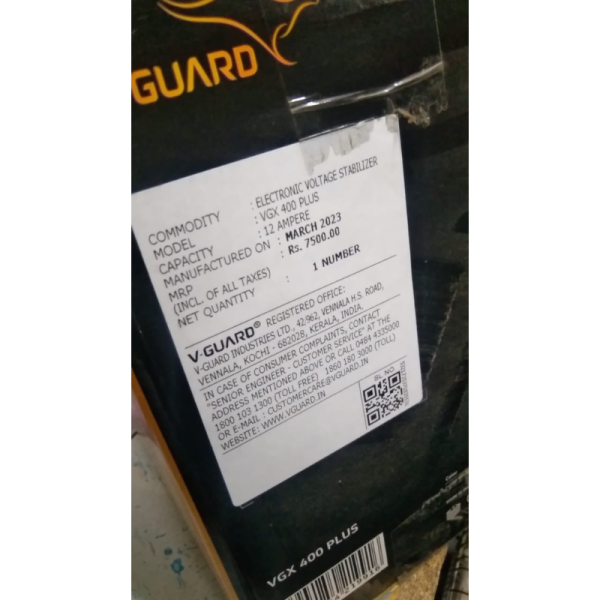 GUARD
COMMODITY : ELECTRONIC VOLTAGE STABILIZER
MODEL : VGX 400 PLUS
CAPACITY : 12 AMPERE
MANUFACTURED ON : MARCH 2023
MRP : Rs. 7500.00
(INCL. OF ALL TAXES)
NET QUANTITY : 1 NUMBER
V-GUARD® REGISTERED OFFICE:
V-GUARD INDUSTRIES LTD., 42/962, VENNALA H.S. ROAD,
VENNALA, KOCHI - 682028, KERALA, INDIA.
IN CASE OF CONSUMER COMPLAINTS, CONTACT
"SENIOR ENGINEER - CUSTOMER SERVICE" AT THE
ADDRESS MENTIONED ABOVE OR CALL 0484 4335000
1800 103 1300 (TOLL FREE) 1860 180 3000 (TOLL)
OR E-MAIL : CUSTOMERCARE@VGUARD.IN
WEBSITE: WWW.VGUARD.IN
SL.NO
VGX 400 PLUS